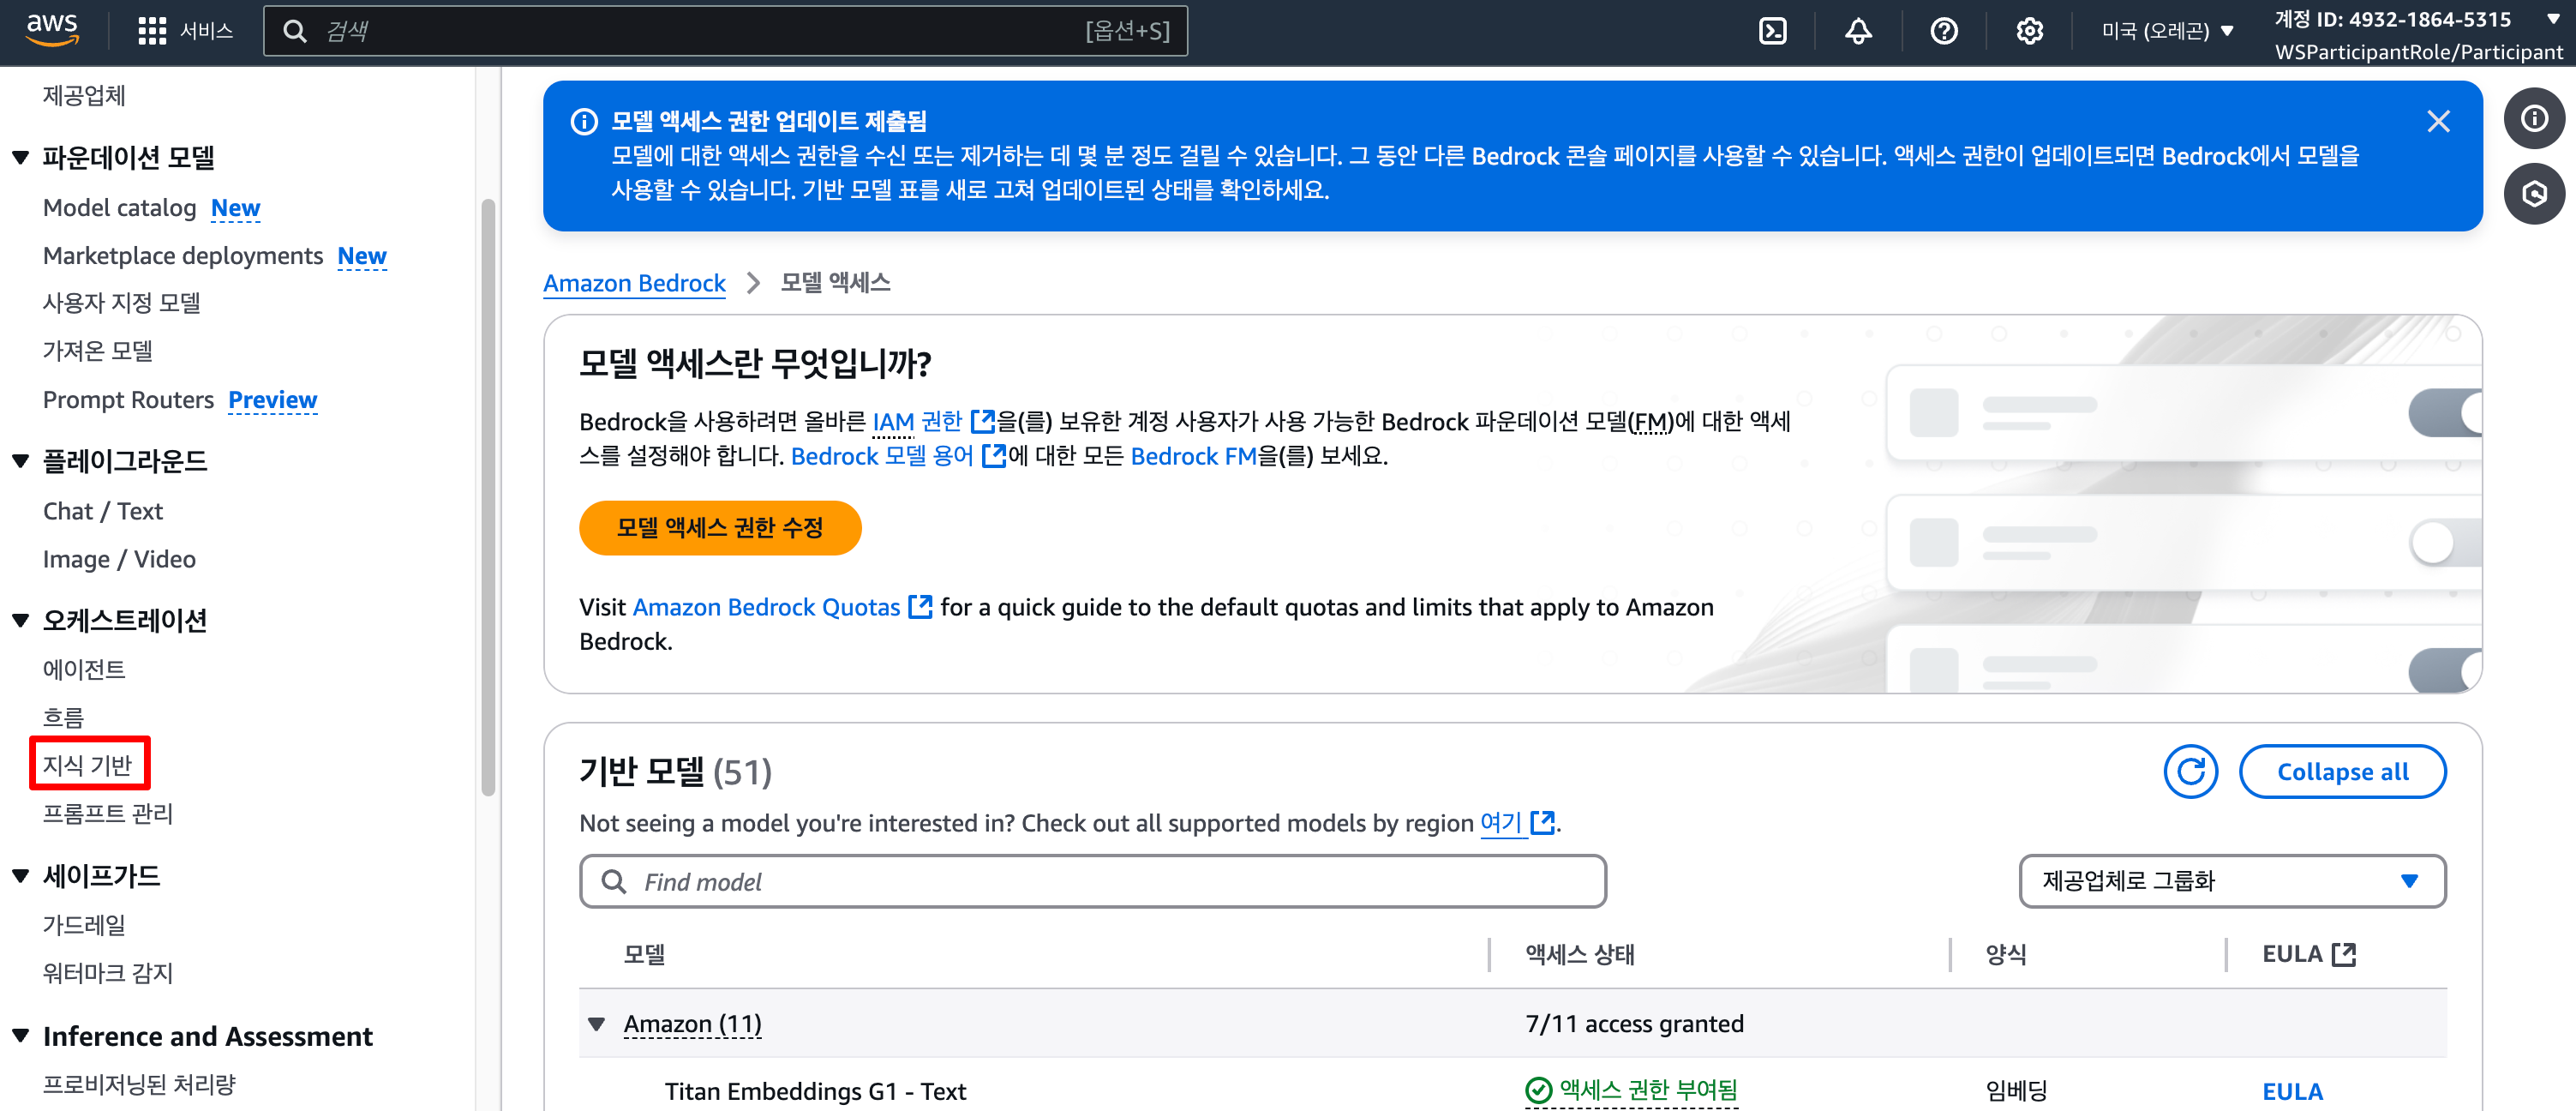 aws
서비스
검색
[옵션+S]
미국 (오레곤)
계정 ID: 4932-1864-5315
WSParticipantRole/Participant
제공업체
파운데이션 모델
Model catalog New
Marketplace deployments New
사용자 지정 모델
가져온 모델
Prompt Routers Preview
플레이그라운드
Chat / Text
Image / Video
오케스트레이션
에이전트
흐름
지식 기반
프롬프트 관리
세이프가드
가드레일
워터마크 감지
Inference and Assessment
프로비저닝된 처리량
모델 액세스 권한 업데이트 제출됨
모델에 대한 액세스 권한을 수신 또는 제거하는 데 몇 분 정도 걸릴 수 있습니다. 그 동안 다른 Bedrock 콘솔 페이지를 사용할 수 있습니다. 액세스 권한이 업데이트되면 Bedrock에서 모델을
사용할 수 있습니다. 기반 모델 표를 새로 고쳐 업데이트된 상태를 확인하세요.
Amazon Bedrock > 모델 액세스
모델 액세스란 무엇입니까?
Bedrock을 사용하려면 올바른 IAM 권한 을(를) 보유한 계정 사용자가 사용 가능한 Bedrock 파운데이션 모델(FM)에 대한 액세
스를 설정해야 합니다. Bedrock 모델 용어 에 대한 모든 Bedrock FM을(를) 보세요.
모델 액세스 권한 수정
Visit Amazon Bedrock Quotas for a quick guide to the default quotas and limits that apply to Amazon
Bedrock.
기반 모델 (51)
Collapse all
Not seeing a model you're interested in? Check out all supported models by region 여기 .
Find model
제공업체로 그룹화
모델
액세스 상태
양식
EULA
Amazon (11)
7/11 access granted
Titan Embeddings G1 - Text
액세스 권한 부여됨
임베딩
EULA